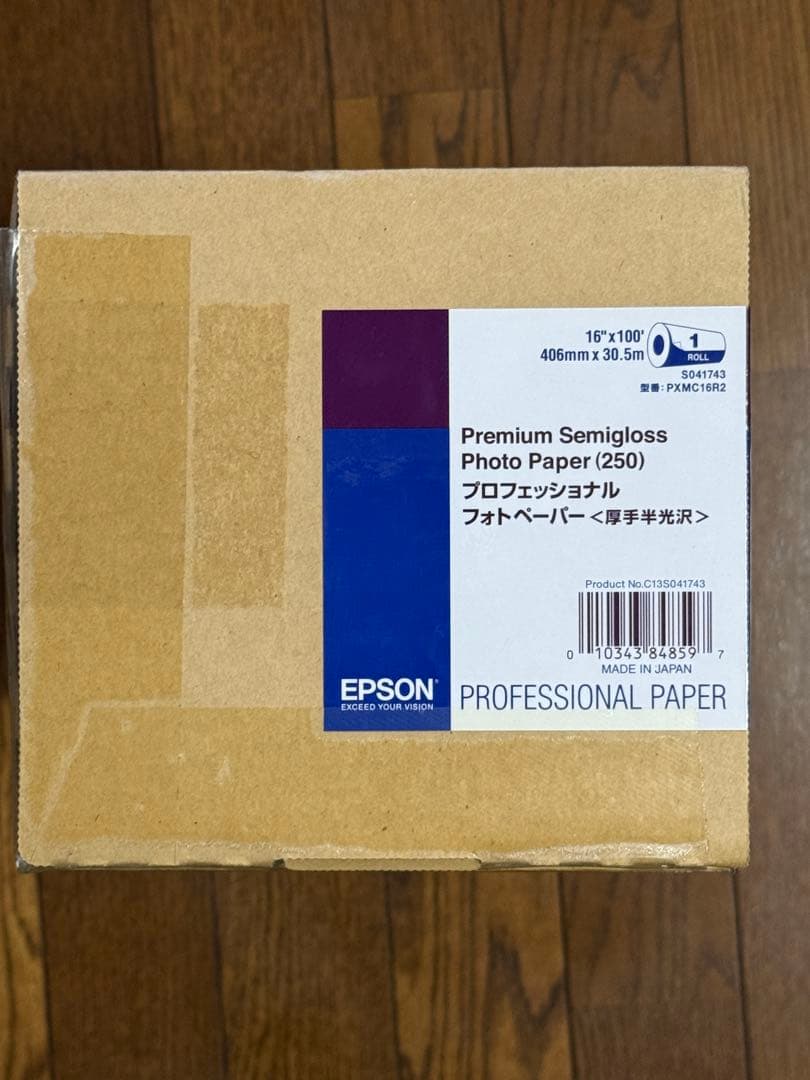 16"x100'
406mm x 30.5m
1
ROLL
S041743
型番：PXMC16R2
Premium Semigloss
Photo Paper (250)
プロフェッショナル
フォトペーパー＜厚手半光沢＞
Product No.C13S041743
0 10343 84859 7
MADE IN JAPAN
EPSON®
EXCEED YOUR VISION
PROFESSIONAL PAPER